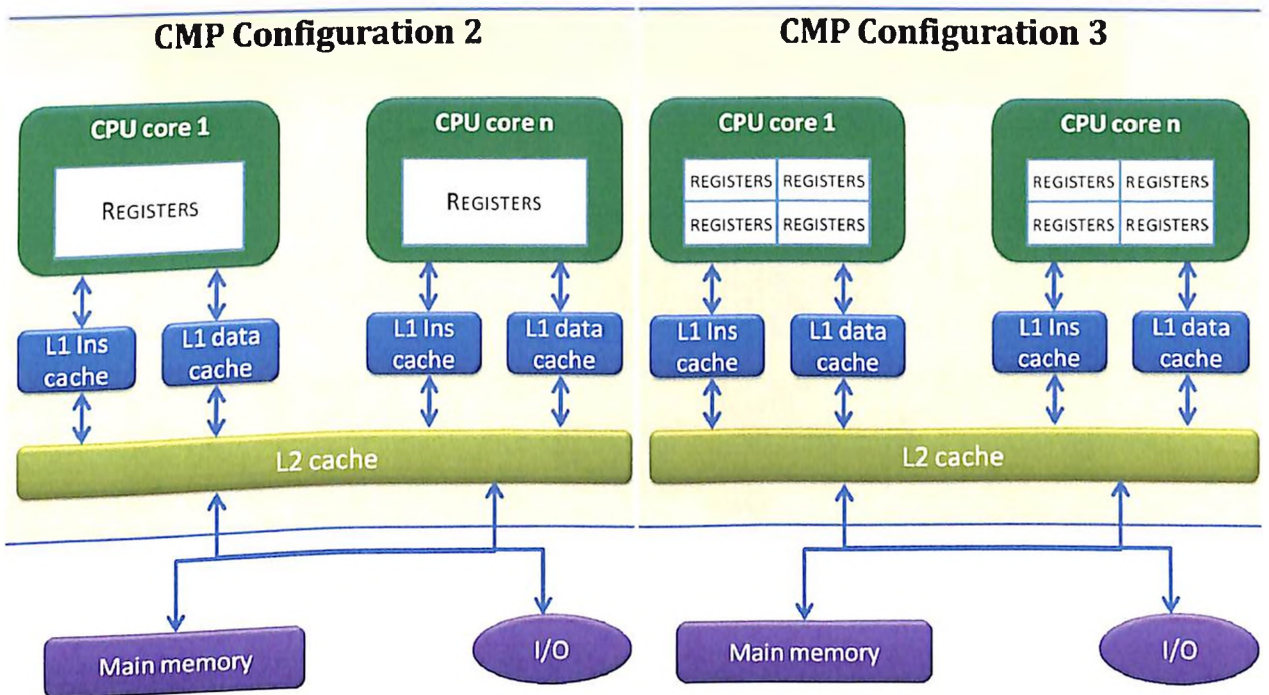 CMP Configuration 2
CPU core 1
REGISTERS
CPU core n
REGISTERS
L1 Ins
cache
L1 data
cache
L1 Ins
cache
L1 data
cache
L2 cache
Main memory
I/O
CMP Configuration 3
CPU core 1
REGISTERS REGISTERS
REGISTERS REGISTERS
CPU core n
REGISTERS REGISTERS
REGISTERS REGISTERS
L1 Ins
cache
L1 data
cache
L1 Ins
cache
L1 data
cache
L2 cache
Main memory
I/O